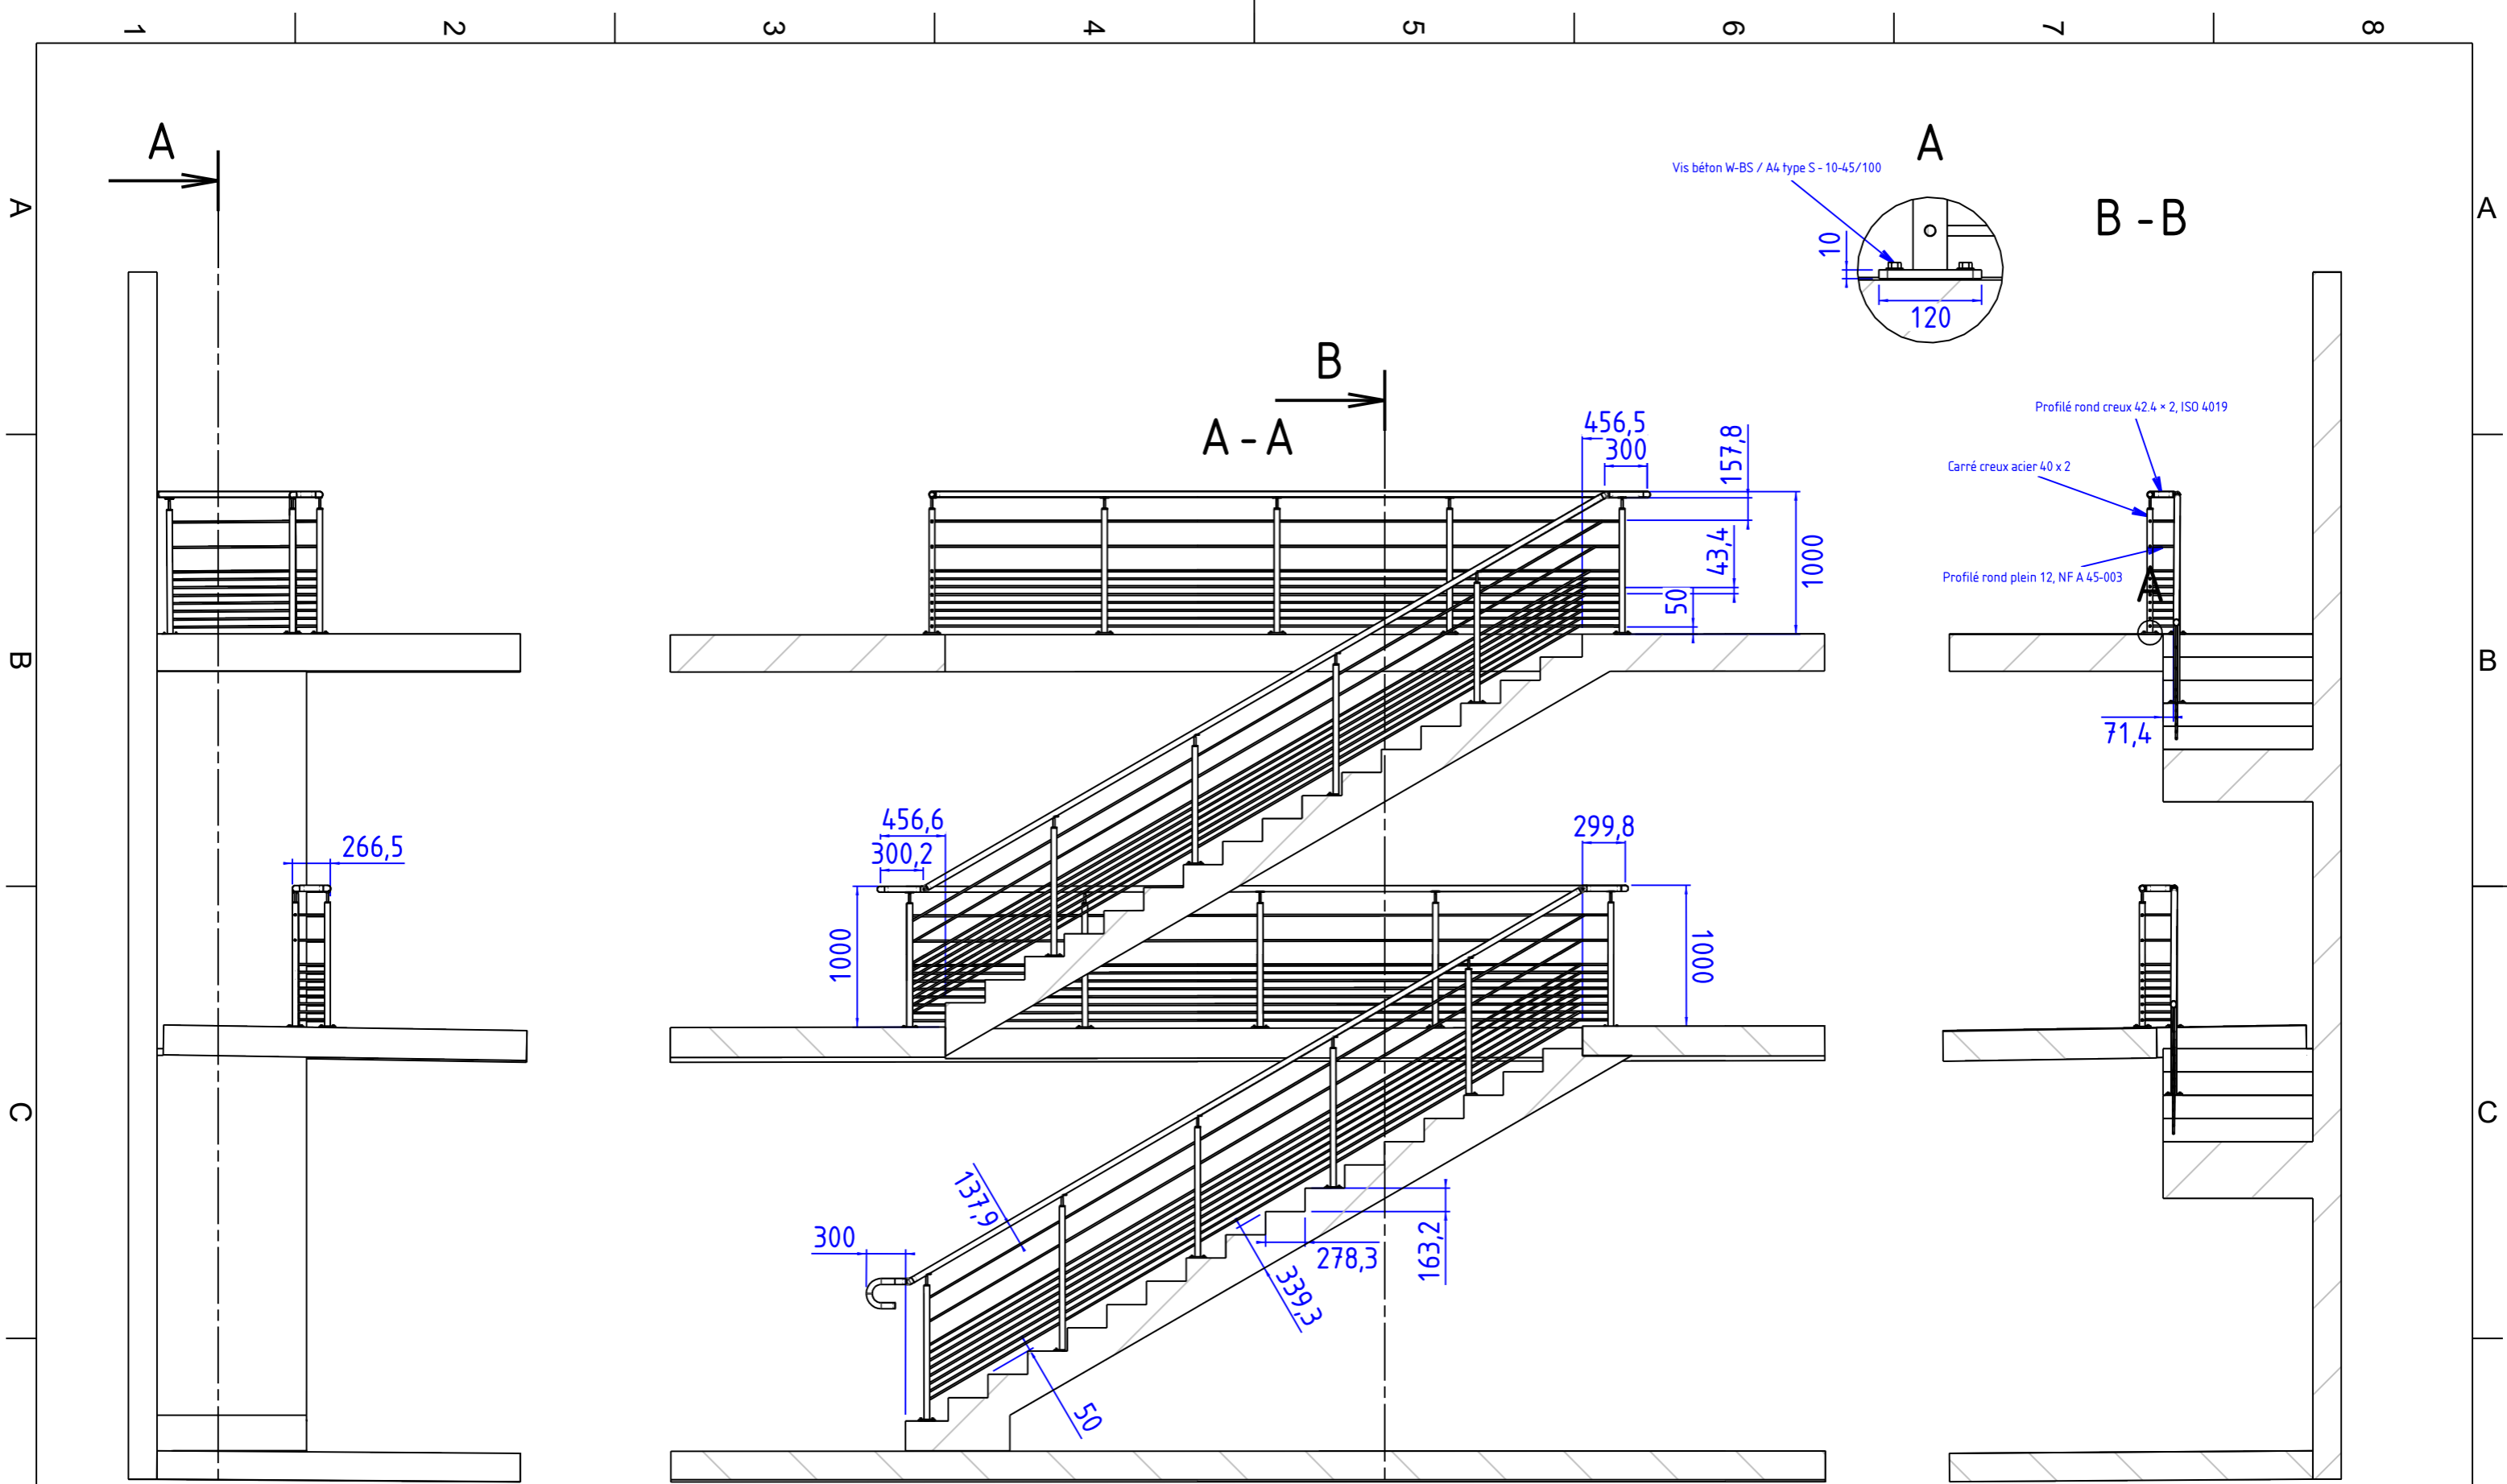 1
2
3
4
5
6
7
8
A
A
A
A
Vis béton W-BS / A4 type S - 10-45/100
B - B
10
120
B
A - A
456,5
300
157,8
Profilé rond creux 42.4 × 2, ISO 4019
Carré creux acier 40 x 2
43,4
1000
Profilé rond plein 12, NF A 45-003
A
50
B
B
71,4
456,6
299,8
266,5
300,2
1000
1000
C
C
137,9
300
278,3
163,2
339,3
50